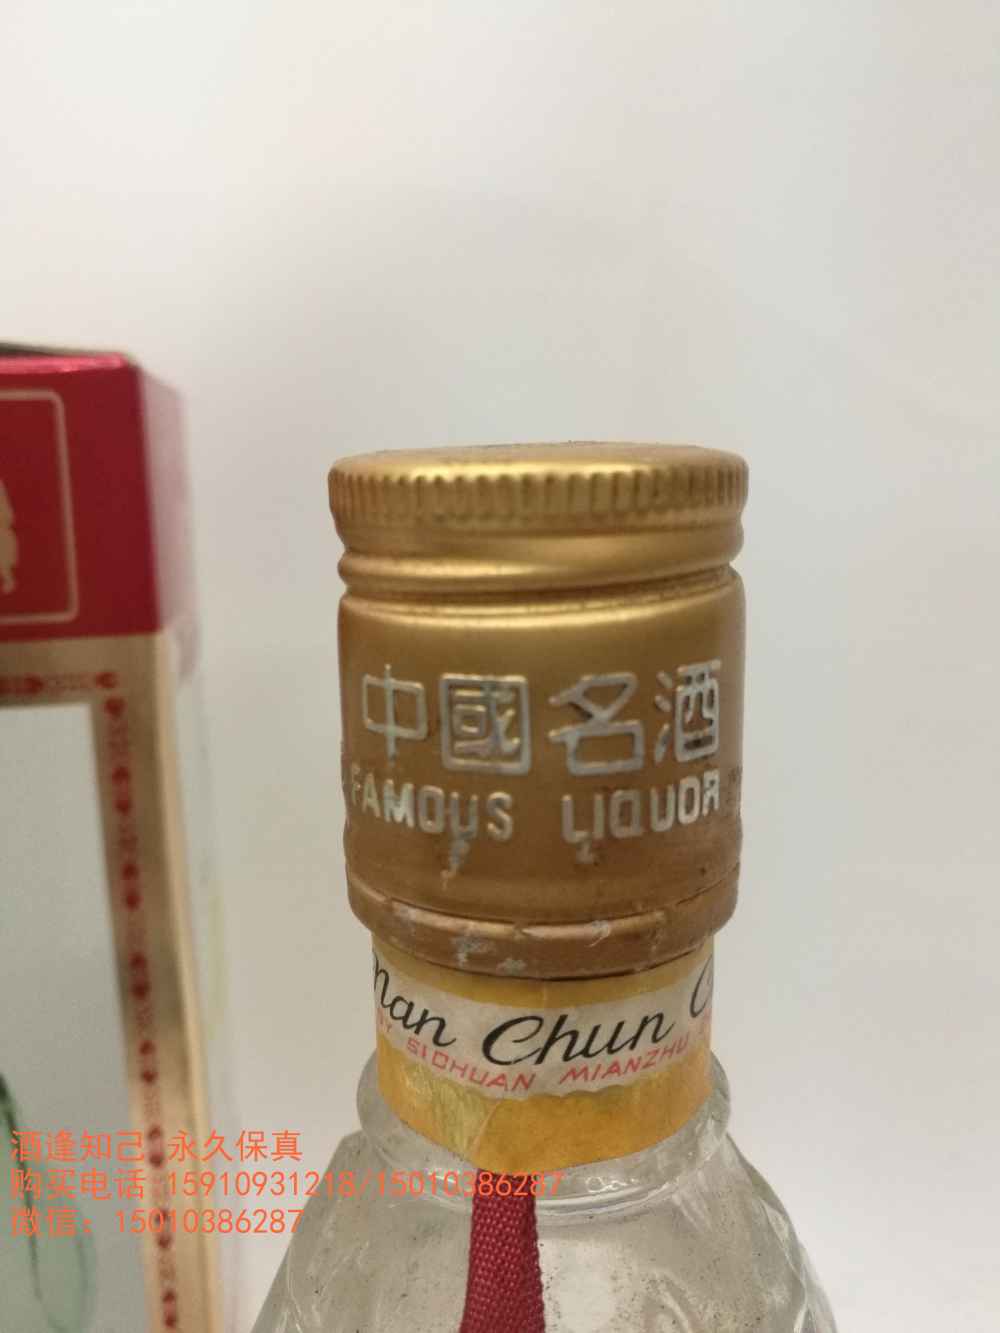 中國名酒
FAMOUS LIQUOR
Chun
SICHUAN MIANZHU
酒逢知己 永久保真
购买电话 15910931218/15010386287
微信：15010386287